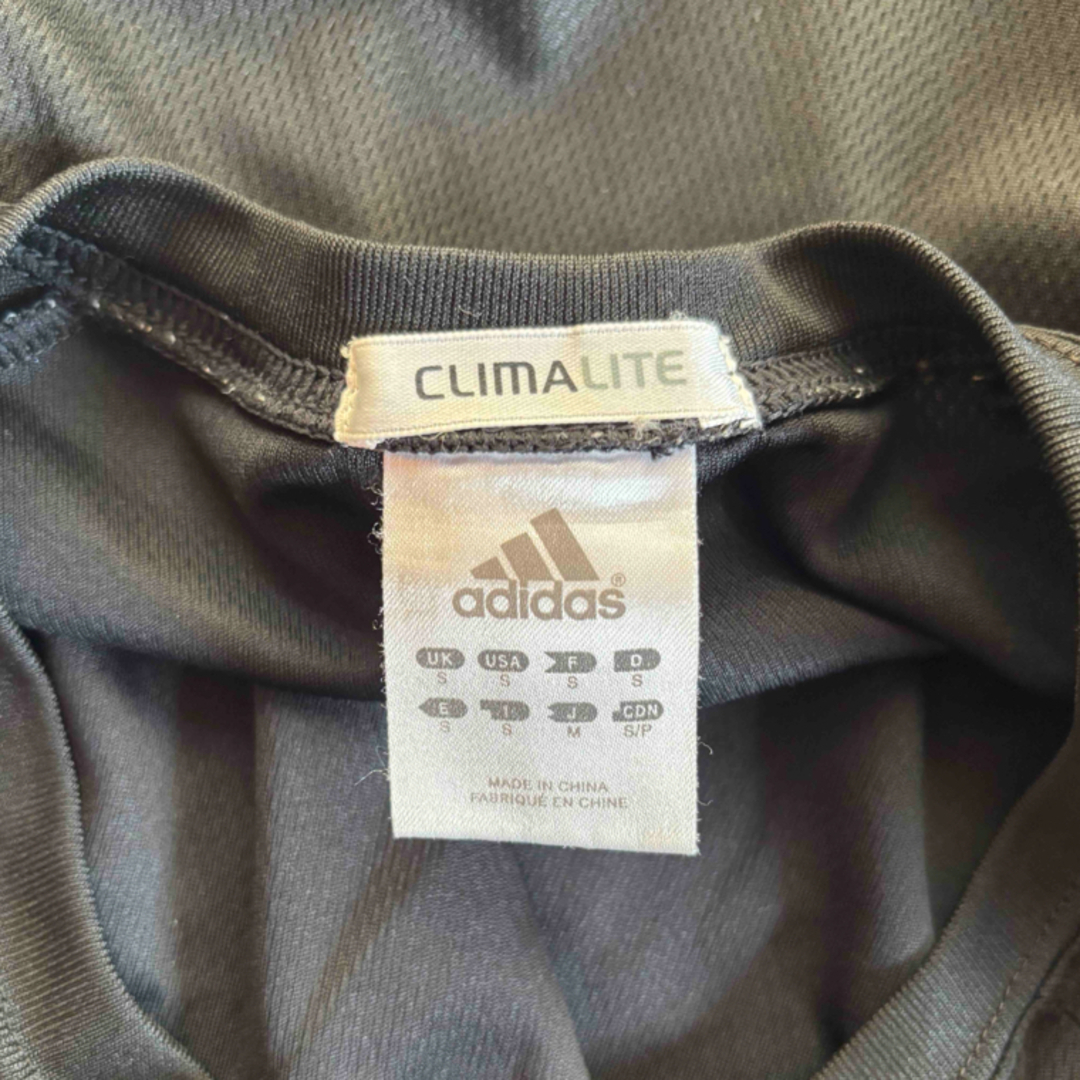 CLIMALITE
adidas®
UK USA F D
S S S S
E I J CDN
S S M S/P
MADE IN CHINA
FABRIQUÉ EN CHINE